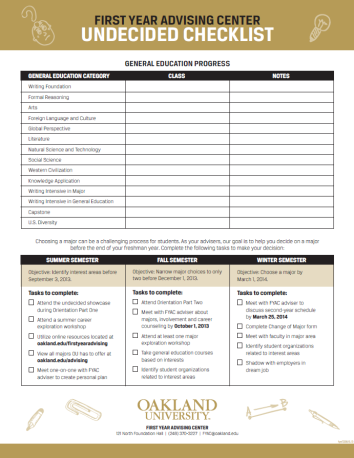 FIRST YEAR ADVISING CENTER
UNDECIDED CHECKLIST
GENERAL EDUCATION PROGRESS
GENERAL EDUCATION CATEGORY CLASS NOTES
Writing Foundation
Formal Reasoning
Arts
Foreign Language and Culture
Global Perspective
Literature
Natural Science and Technology
Social Science
Western Civilization
Knowledge Application
Writing Intensive in Major
Writing Intensive in General Education
Capstone
U.S. Diversity
Choosing a major can be a challenging process for students. As your advisers, our goal is to help you decide on a major
before the end of your freshman year. Complete the following tasks to make your decision:
SUMMER SEMESTER
Objective: Identify interest areas before
September 3, 2013.
Tasks to complete:
Attend the undecided showcase
during Orientation Part One
Attend a summer career
exploration workshop
Utilize online resources located at
oakland.edu/firstyearadvising
View all majors OU has to offer at
oakland.edu/advising
Meet one-on-one with FYAC
adviser to create personal plan
FALL SEMESTER
Objective: Narrow major choices to only
two before December 1, 2013.
Tasks to complete:
Attend Orientation Part Two
Meet with FYAC adviser about
majors, involvement and career
counseling by October 1, 2013
Attend at least one major
exploration workshop
Take general education courses
based on interests
Identify student organizations
related to interest areas
WINTER SEMESTER
Objective: Choose a major by
March 1, 2014.
Tasks to complete:
Meet with FYAC adviser to
discuss second-year schedule
by March 25, 2014
Complete Change of Major form
Meet with faculty in major area
Identify student organizations
related to interest areas
Shadow with employers in
dream job
OAKLAND
UNIVERSITY
FIRST YEAR ADVISING CENTER
121 North Foundation Hall | (248) 370-3227 | FYAC@oakland.edu